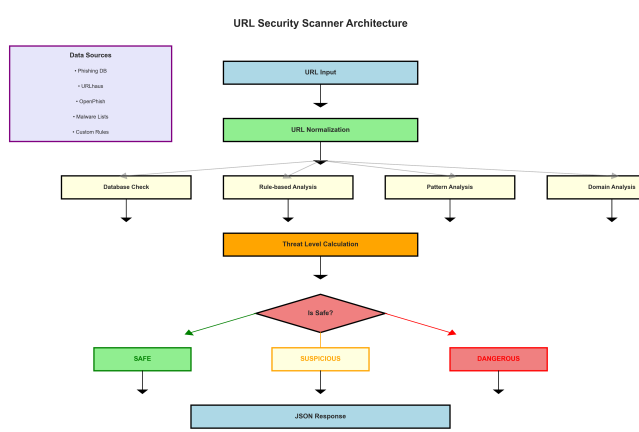 URL Security Scanner Architecture
Data Sources
• Phishing DB
• URLhaus
• OpenPhish
• Malware Lists
• Custom Rules
URL Input
URL Normalization
Database Check
Rule-based Analysis
Pattern Analysis
Domain Analysis
Threat Level Calculation
Is Safe?
SAFE
SUSPICIOUS
DANGEROUS
JSON Response